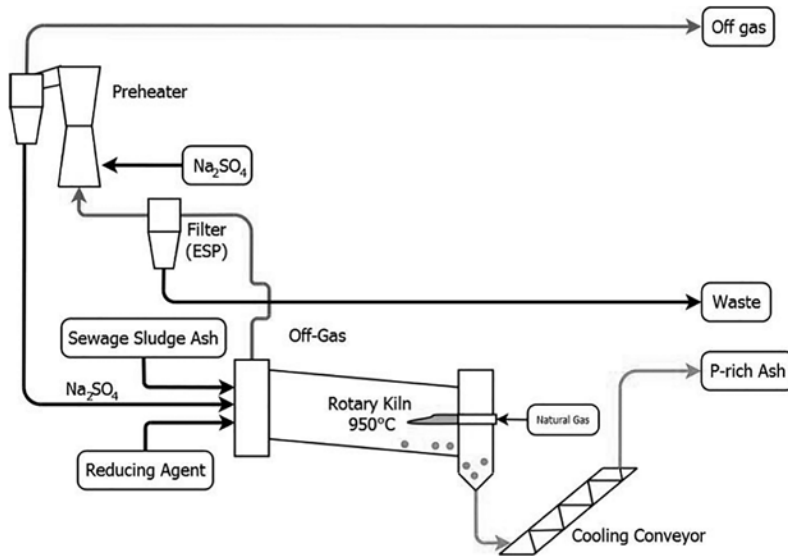 Off gas
Preheater
Na₂SO₄
Filter
(ESP)
Waste
Off-Gas
Sewage Sludge Ash
P-rich Ash
Na₂SO₄
Rotary Kiln
950°C
Natural Gas
Reducing Agent
Cooling Conveyor